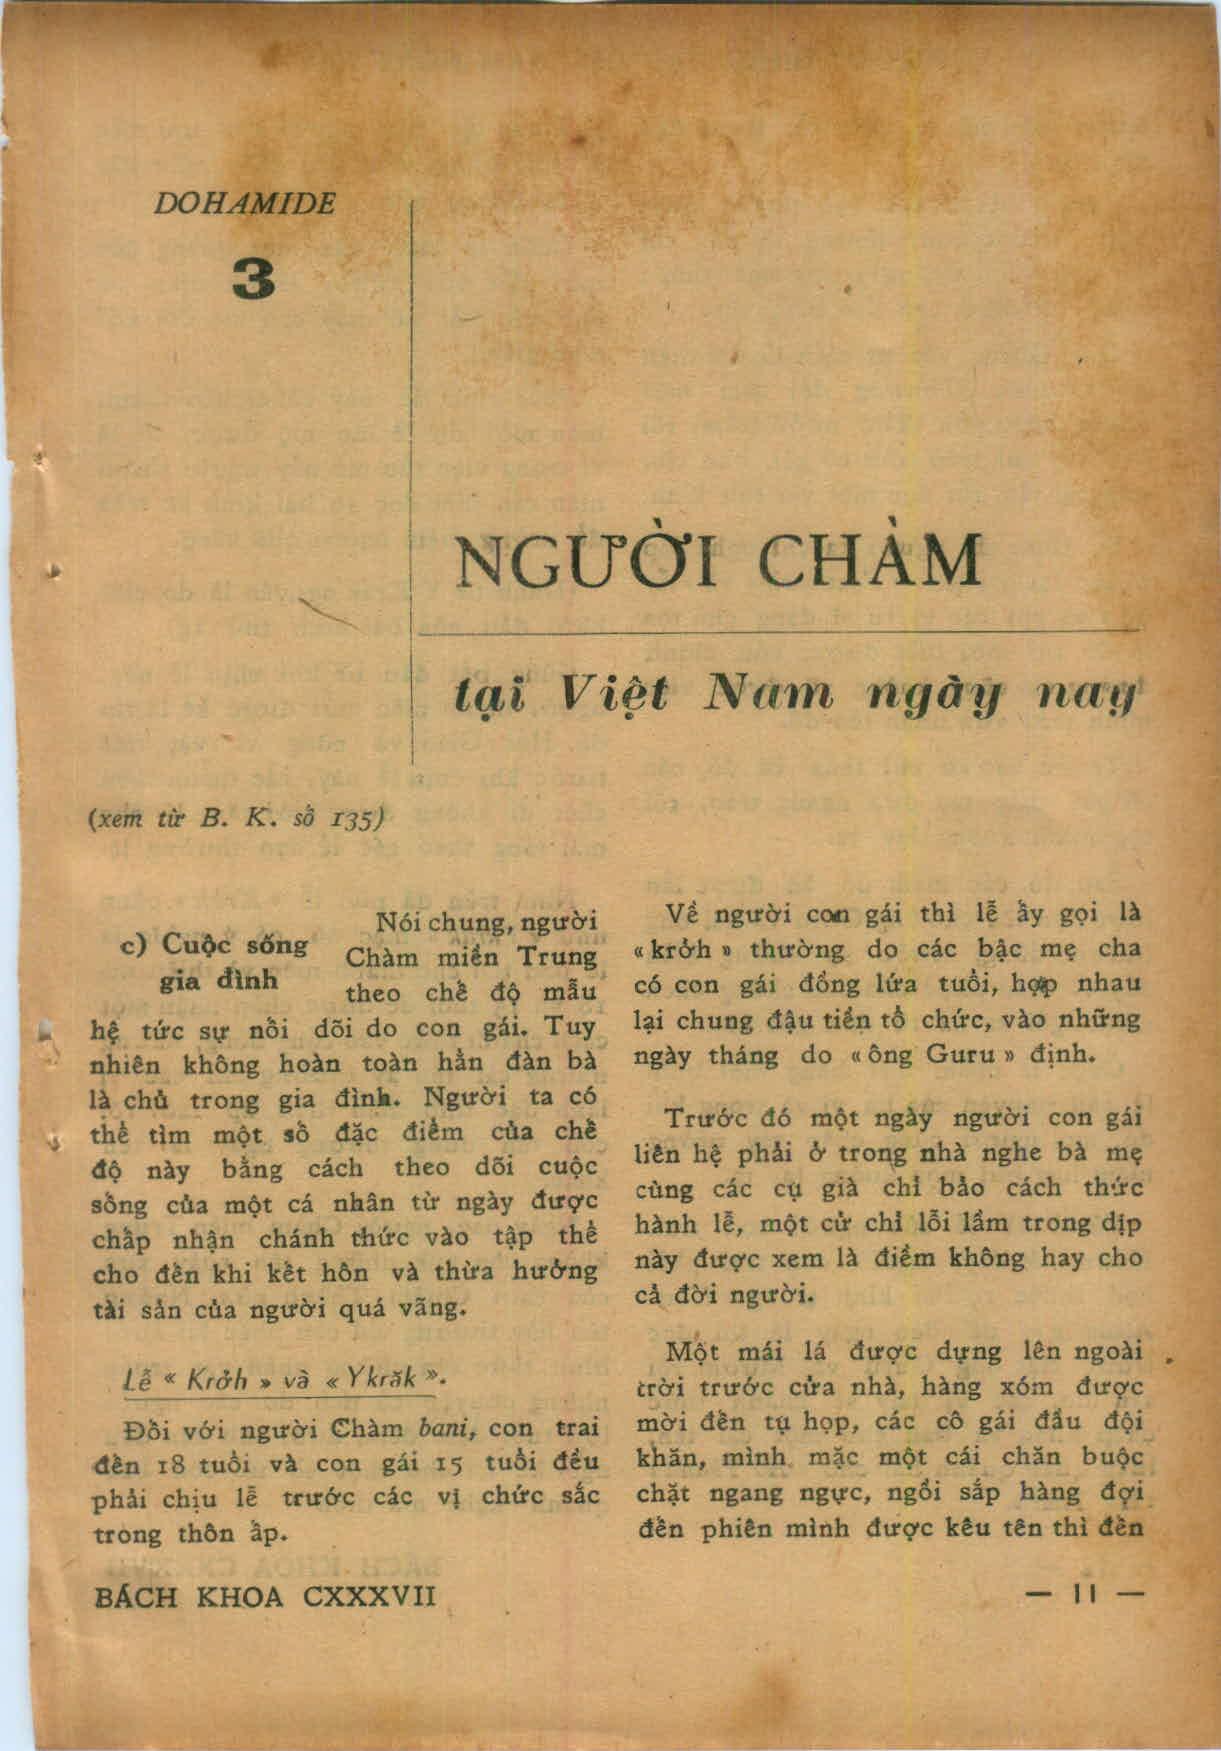 DOHAMIDE
3
NGƯỜI CHÀM
tại Việt Nam ngày nay
(xem từ B. K. số 135)
c) Cuộc sống
gia đình
Nói chung, người
Chàm miền Trung
theo chế độ mẫu
hệ tức sự nối dõi do con gái. Tuy
nhiên không hoàn toàn hẳn đàn bà
là chủ trong gia đình. Người ta có
thể tìm một số đặc điểm của chế
độ này bằng cách theo dõi cuộc
sống của một cá nhân từ ngày được
chấp nhận chánh thức vào tập thể
cho đến khi kết hôn và thừa hưởng
tài sản của người quá vãng.
Lễ « Krởh » và « Ykrăk ».
Đối với người Chàm bani, con trai
đến 18 tuổi và con gái 15 tuổi đều
phải chịu lễ trước các vị chức sắc
trong thôn ấp.
Về người con gái thì lễ ấy gọi là
« krởh » thường do các bậc mẹ cha
có con gái đồng lứa tuổi, họp nhau
lại chung đậu tiền tổ chức, vào những
ngày tháng do « ông Guru » định.
Trước đó một ngày người con gái
liên hệ phải ở trong nhà nghe bà mẹ
cùng các cụ già chỉ bảo cách thức
hành lễ, một cử chỉ lỗi lầm trong dịp
này được xem là điềm không hay cho
cả đời người.
Một mái lá được dựng lên ngoài
trời trước cửa nhà, hàng xóm được
mời đến tụ họp, các cô gái đầu đội
khăn, mình mặc một cái chăn buộc
chặt ngang ngực, ngồi sắp hàng đợi
đến phiên mình được kêu tên thì đến
BÁCH KHOA CXXXVII
— 11 —